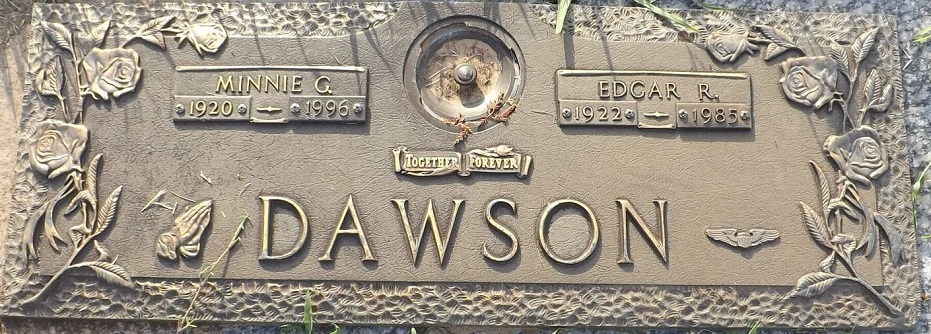 MINNIE G.
1920 1996
EDGAR R.
1922 1985
TOGETHER FOREVER
DAWSON